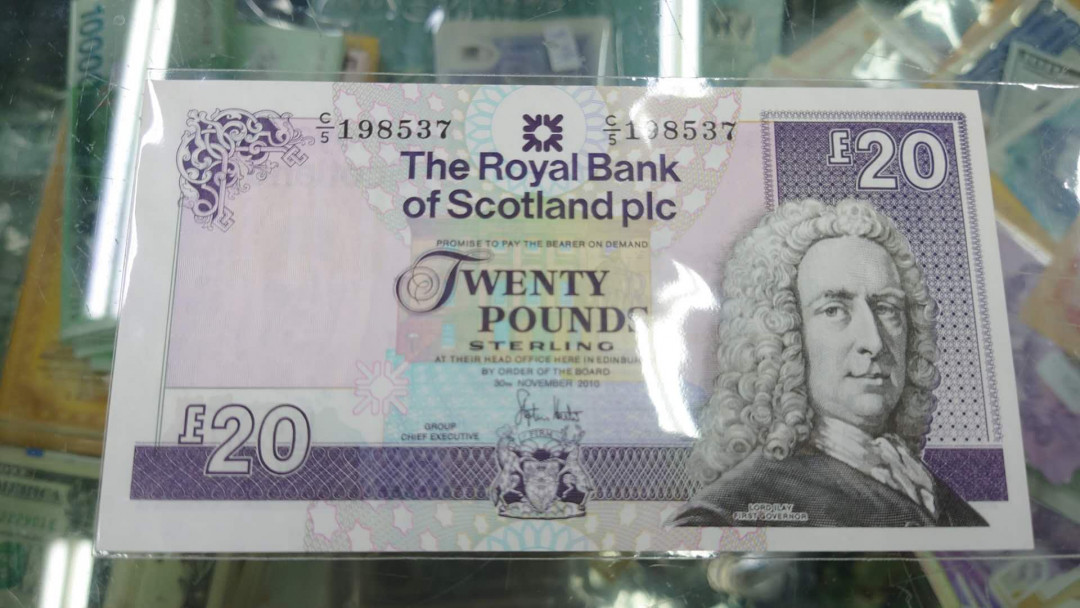 C/5 198537
C/5 198537
£20
The Royal Bank
of Scotland plc
PROMISE TO PAY THE BEARER ON DEMAND
TWENTY
POUNDS
STERLING
AT THEIR HEAD OFFICE HERE IN EDINBURGH
BY ORDER OF THE BOARD
30TH NOVEMBER 2010
GROUP
CHIEF EXECUTIVE
£20
LORD ILAY
FIRST GOVERNOR
10000